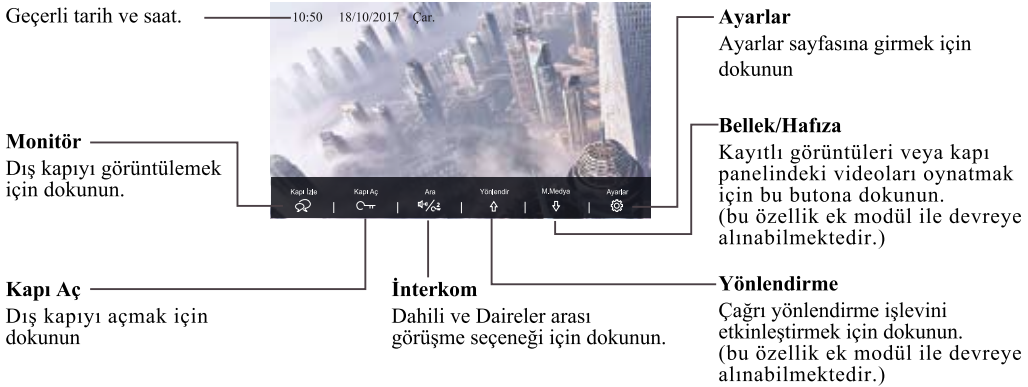 Geçerli tarih ve saat.
10:50 18/10/2017 Çar.
Ayarlar
Ayarlar sayfasına girmek için
dokunun
Monitör
Dış kapıyı görüntülemek
için dokunun.
Bellek/Hafıza
Kayıtlı görüntüleri veya kapı
panelindeki videoları oynatmak
için bu butona dokunun.
(bu özellik ek modül ile devreye
alınabilmektedir.)
Kapı İzle Kapı Aç Ara Yönlendir M.Medya Ayarlar
Kapı Aç
Dış kapıyı açmak için
dokunun
İnterkom
Dahili ve Daireler arası
görüşme seçeneği için dokunun.
Yönlendirme
Çağrı yönlendirme işlevini
etkinleştirmek için dokunun.
(bu özellik ek modül ile devreye
alınabilmektedir.)